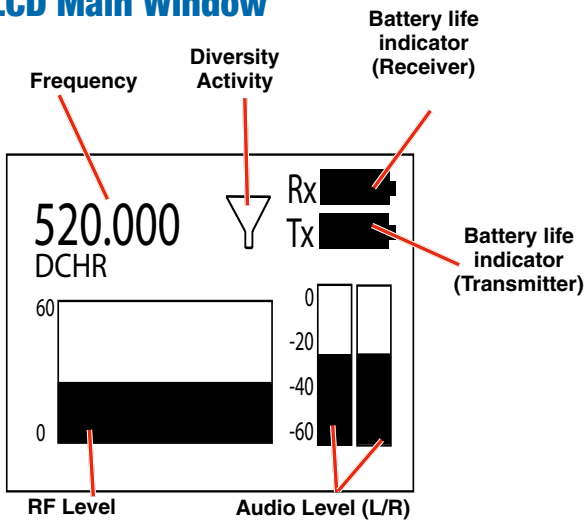 LCD Main Window
Frequency
Diversity
Activity
Battery life
indicator
(Receiver)
520.000
DCHR
Rx
Tx
Battery life
indicator
(Transmitter)
60
0
0
-20
-40
-60
RF Level
Audio Level (L/R)